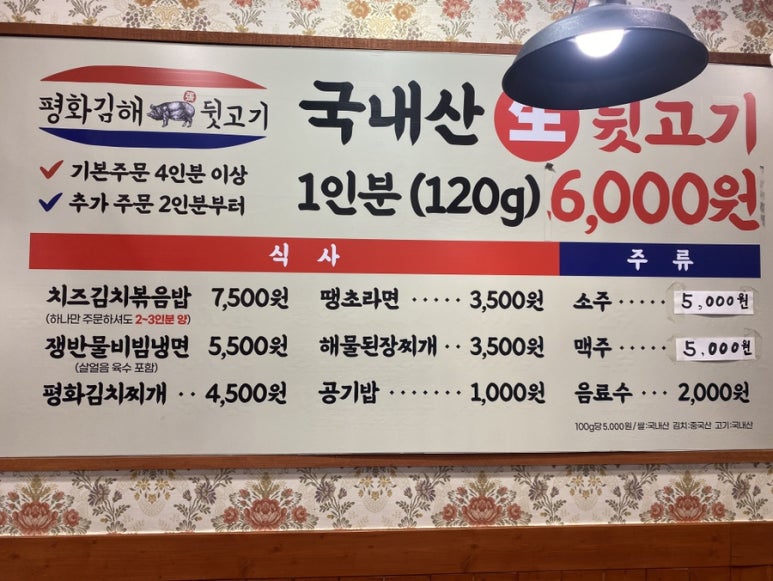 평화김해 뒷고기
국내산 生 뒷고기
✓ 기본주문 4인분 이상
✓ 추가 주문 2인분부터
1인분 (120g) 6,000원
식 사
주 류
치즈김치볶음밥 7,500원
(하나만 주문하셔도 2~3인분 양)
쟁반물비빔냉면 5,500원
(살얼음 육수 포함)
평화김치찌개 ·· 4,500원
땡초라면 ····· 3,500원
해물된장찌개 ·· 3,500원
공기밥 ······· 1,000원
소주 ····· 5,000원
맥주 ····· 5,000원
음료수 ··· 2,000원
100g당 5.000원 / 쌀:국내산 김치:중국산 고기:국내산